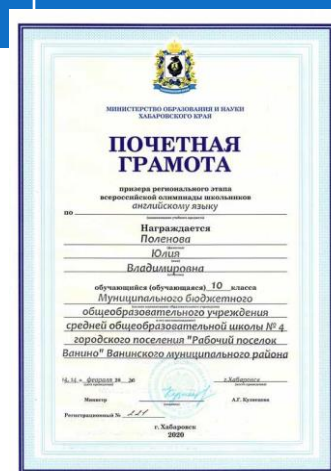 МИНИСТЕРСТВО ОБРАЗОВАНИЯ И НАУКИ
ХАБАРОВСКОГО КРАЯ
ПОЧЕТНАЯ
ГРАМОТА
призера регионального этапа
всероссийской олимпиады школьников
по английскому языку
Награждается
Поленова
Юлия
Владимировна
обучающийся (обучающаяся) 10 класса
Муниципального бюджетного
общеобразовательного учреждения
средней общеобразовательной школы № 4
городского поселения "Рабочий поселок
Ванино" Ванинского муниципального района
февраля 20
г.Хабаровск
Министр
А.Г. Кузнецова
Регистрационный № 221
г. Хабаровск
2020